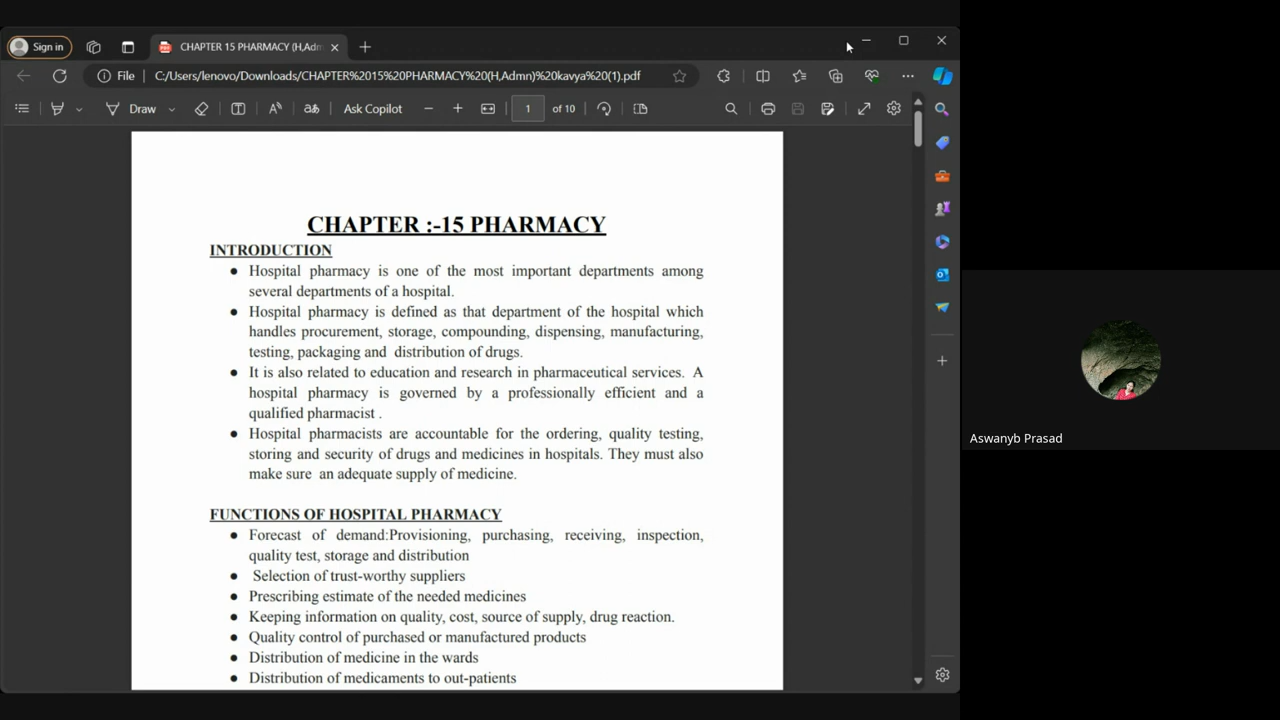 Sign in
CHAPTER 15 PHARMACY (H,Adm
File
C:/Users/lenovo/Downloads/CHAPTER%2015%20PHARMACY%20(H,Admn)%20kavya%20(1).pdf
Draw
aあ
Ask Copilot
1
of 10
CHAPTER :-15 PHARMACY
INTRODUCTION
● Hospital pharmacy is one of the most important departments among
several departments of a hospital.
● Hospital pharmacy is defined as that department of the hospital which
handles procurement, storage, compounding, dispensing, manufacturing,
testing, packaging and distribution of drugs.
● It is also related to education and research in pharmaceutical services. A
hospital pharmacy is governed by a professionally efficient and a
qualified pharmacist .
● Hospital pharmacists are accountable for the ordering, quality testing,
storing and security of drugs and medicines in hospitals. They must also
make sure an adequate supply of medicine.
FUNCTIONS OF HOSPITAL PHARMACY
● Forecast of demand:Provisioning, purchasing, receiving, inspection,
quality test, storage and distribution
● Selection of trust-worthy suppliers
● Prescribing estimate of the needed medicines
● Keeping information on quality, cost, source of supply, drug reaction.
● Quality control of purchased or manufactured products
● Distribution of medicine in the wards
● Distribution of medicaments to out-patients
Aswanyb Prasad